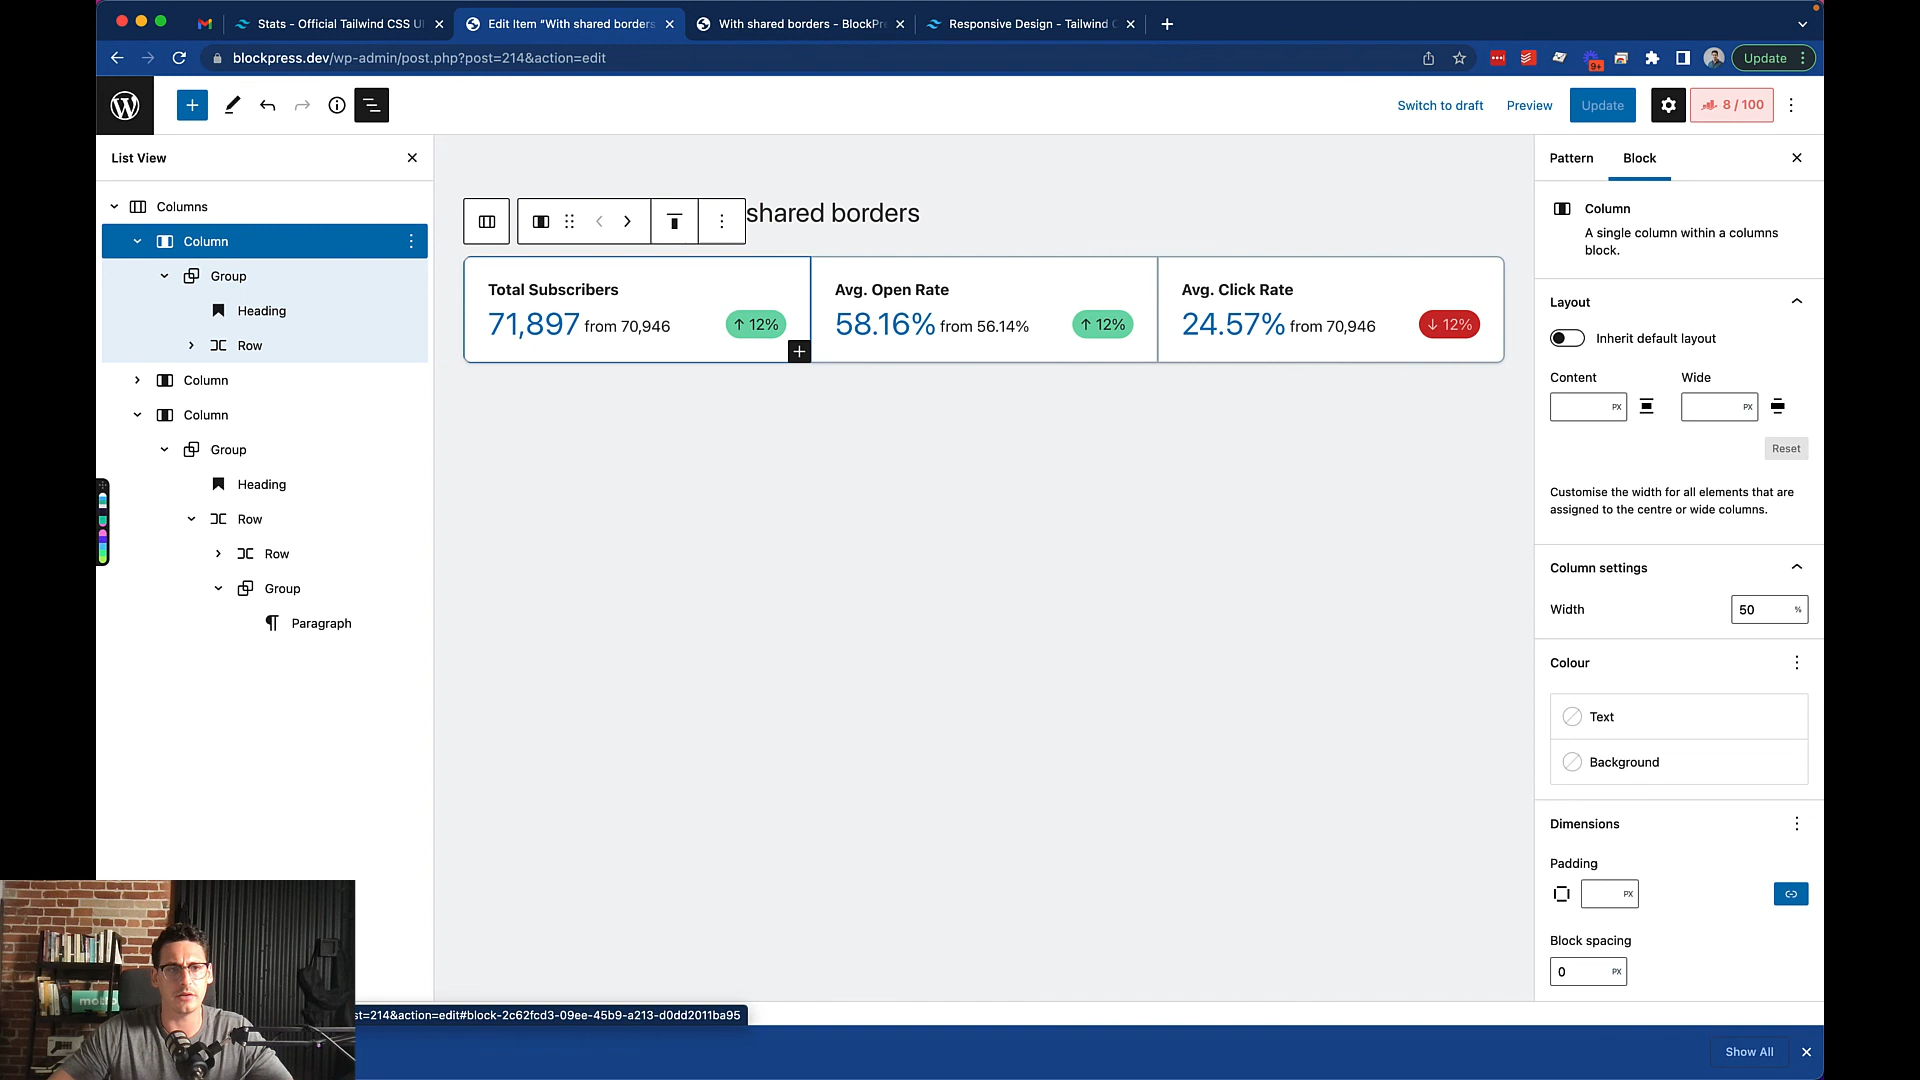 Stats - Official Tailwind CSS UI
Edit Item "With shared borders
With shared borders - BlockPre
Responsive Design - Tailwind C
blockpress.dev/wp-admin/post.php?post=214&action=edit
9+
Update
Switch to draft
Preview
Update
8 / 100
List View
Pattern
Block
Columns
Column
Group
Heading
Row
Column
Column
Group
Heading
Row
Row
Group
Paragraph
shared borders
Total Subscribers
71,897 from 70,946
↑ 12%
Avg. Open Rate
58.16% from 56.14%
↑ 12%
Avg. Click Rate
24.57% from 70,946
↓ 12%
Column
A single column within a columns
block.
Layout
Inherit default layout
Content
Wide
PX
PX
Reset
Customise the width for all elements that are
assigned to the centre or wide columns.
Column settings
Width
50 %
Colour
Text
Background
Dimensions
Padding
PX
Block spacing
0 PX
st=214&action=edit#block-2c62fcd3-09ee-45b9-a213-d0dd2011ba95
Show All